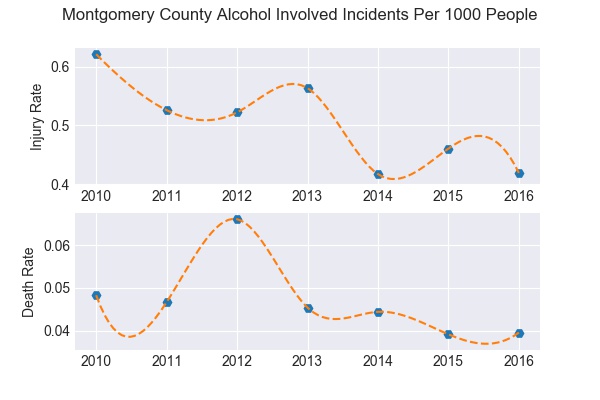 Montgomery County Alcohol Involved Incidents Per 1000 People
Injury Rate
0.6
0.5
0.4
2010 2011 2012 2013 2014 2015 2016
Death Rate
0.06
0.05
0.04
2010 2011 2012 2013 2014 2015 2016